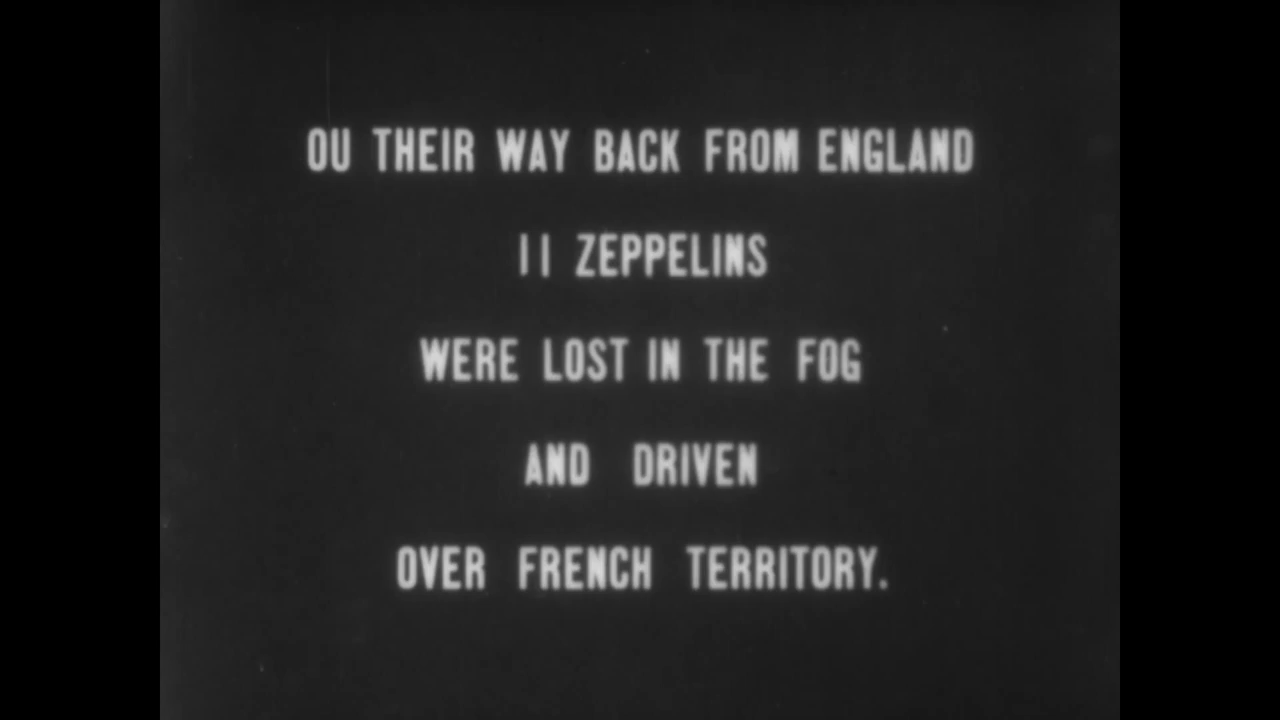 OU THEIR WAY BACK FROM ENGLAND
11 ZEPPELINS
WERE LOST IN THE FOG
AND DRIVEN
OVER FRENCH TERRITORY.